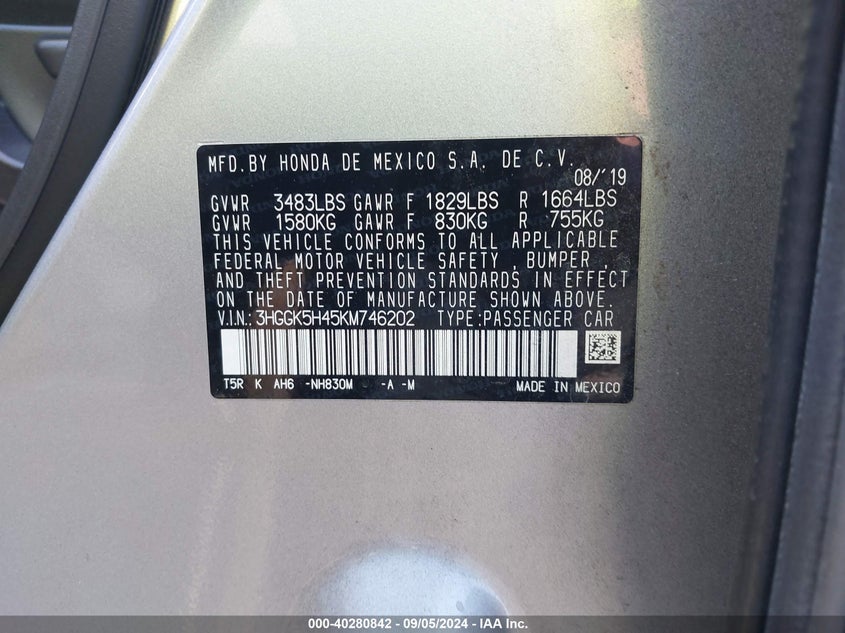 MFD.BY HONDA DE MEXICO S.A. DE C.V.
08/'19
GVWR 3483LBS GAWR F 1829LBS R 1664LBS
GVWR 1580KG GAWR F 830KG R 755KG
THIS VEHICLE CONFORMS TO ALL APPLICABLE
FEDERAL MOTOR VEHICLE SAFETY , BUMPER ,
AND THEFT PREVENTION STANDARDS IN EFFECT
ON THE DATE OF MANUFACTURE SHOWN ABOVE.
V.I.N.: 3HGGK5H45KM746202 TYPE:PASSENGER CAR
T5R K AH6 -NH830M -A -M MADE IN MEXICO
000-40280842 - 09/05/2024 - IAA Inc.